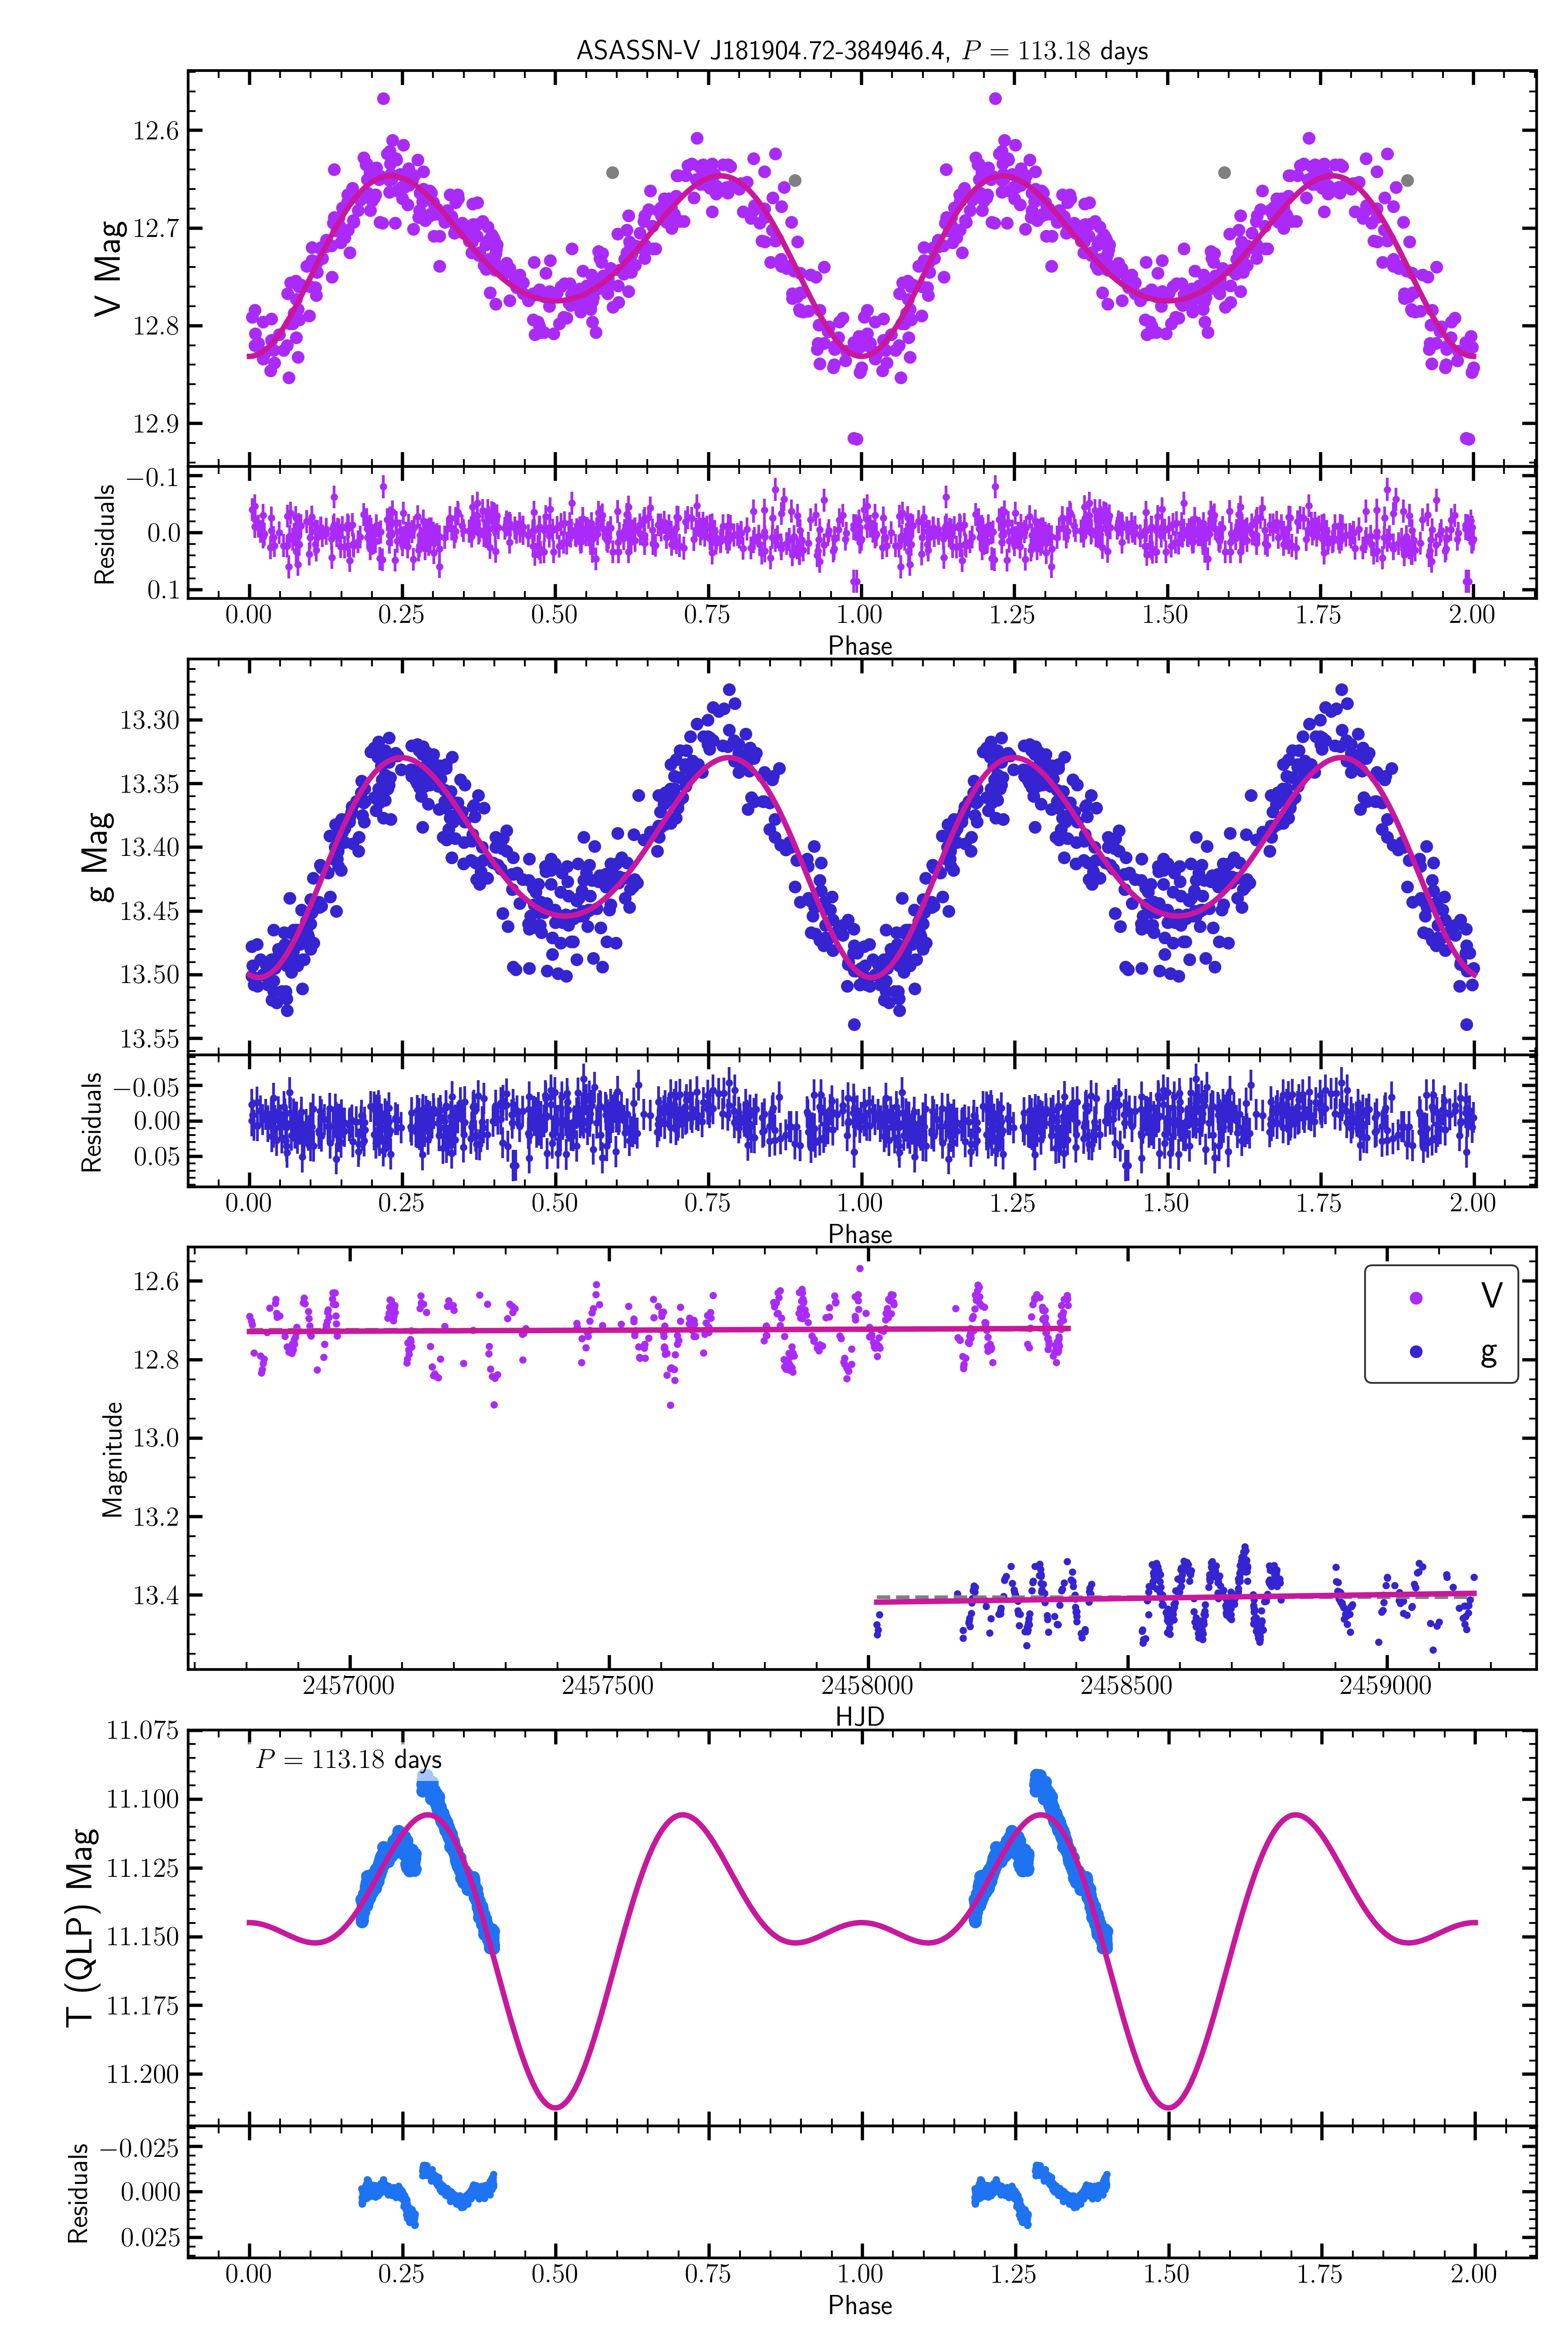 ASASSN-V J181904.72-384946.4, P = 113.18 days
12.6
12.7
12.8
12.9
V Mag
−0.1
0.0
0.1
Residuals
0.00 0.25 0.50 0.75 1.00 1.25 1.50 1.75 2.00
Phase
13.30
13.35
13.40
13.45
13.50
13.55
g Mag
−0.05
0.00
0.05
Residuals
0.00 0.25 0.50 0.75 1.00 1.25 1.50 1.75 2.00
Phase
12.6
12.8
13.0
13.2
13.4
Magnitude
V
g
2457000 2457500 2458000 2458500 2459000
HJD
P = 113.18 days
11.075
11.100
11.125
11.150
11.175
11.200
T (QLP) Mag
−0.025
0.000
0.025
Residuals
0.00 0.25 0.50 0.75 1.00 1.25 1.50 1.75 2.00
Phase